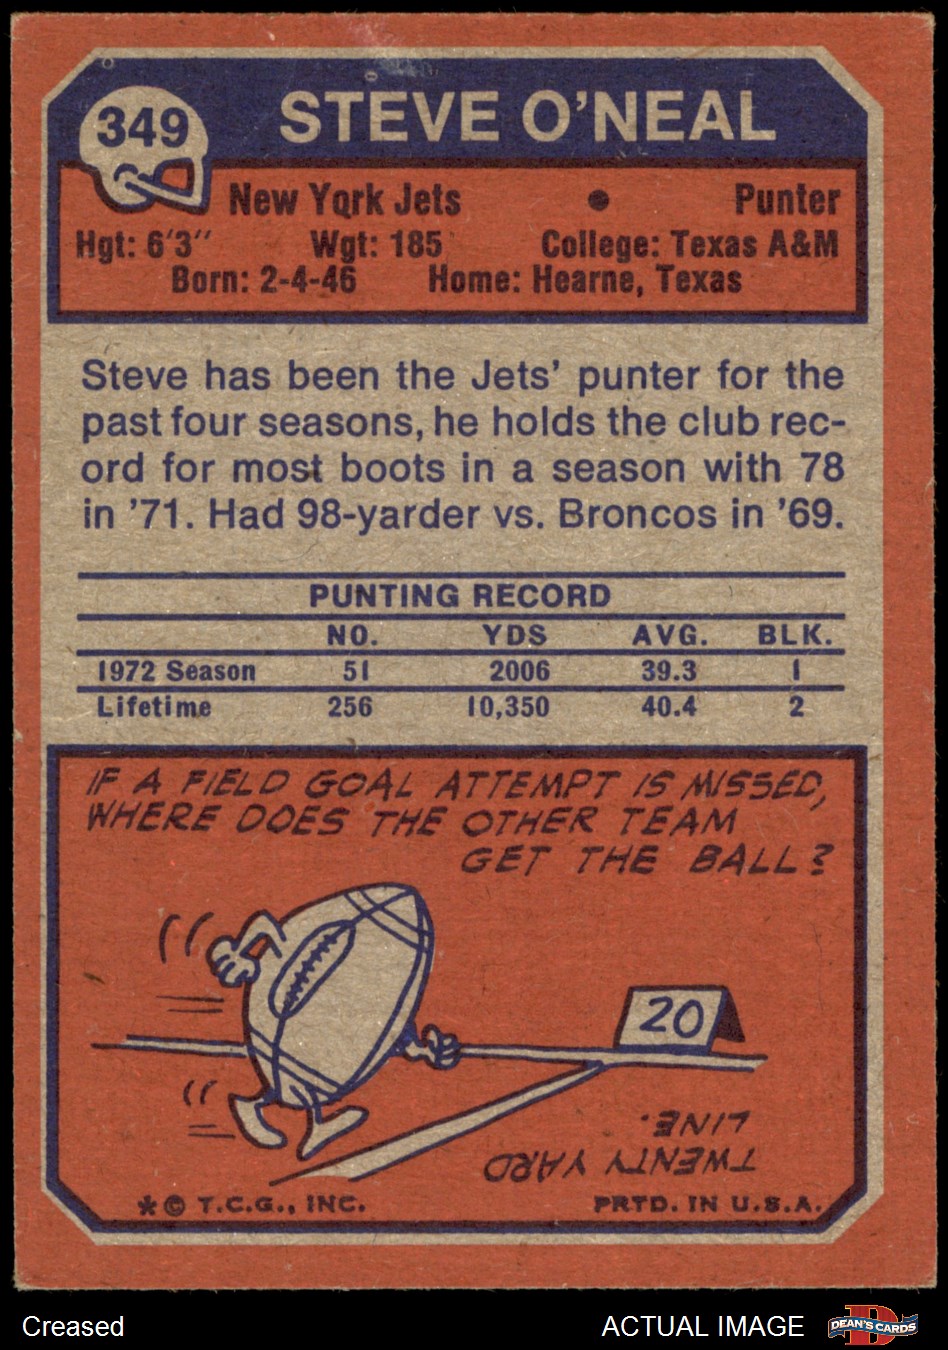 349
STEVE O'NEAL
New York Jets • Punter
Hgt: 6'3" Wgt: 185 College: Texas A&M
Born: 2-4-46 Home: Hearne, Texas
Steve has been the Jets' punter for the
past four seasons, he holds the club rec-
ord for most boots in a season with 78
in '71. Had 98-yarder vs. Broncos in '69.
PUNTING RECORD
NO. YDS AVG. BLK.
1972 Season 51 2006 39.3 1
Lifetime 256 10,350 40.4 2
IF A FIELD GOAL ATTEMPT IS MISSED,
WHERE DOES THE OTHER TEAM
GET THE BALL?
20
TWENTY YARD
LINE.
*© T.C.G., INC. PRTD. IN U.S.A.
Creased ACTUAL IMAGE DEAN'S CARDS